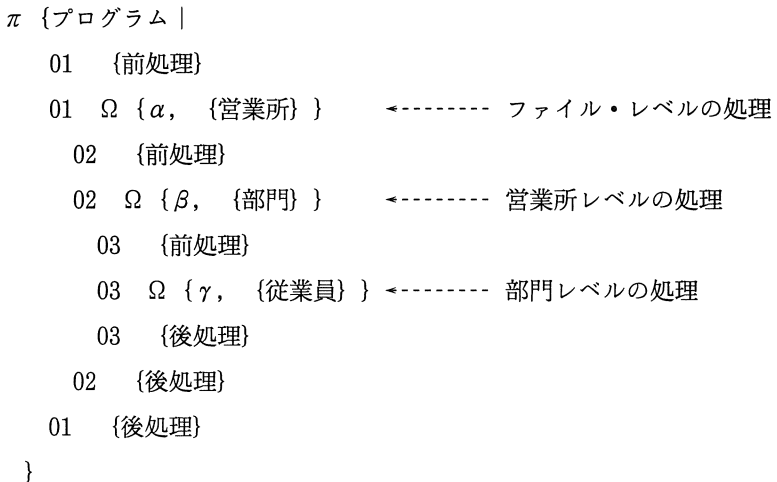 π {プログラム |
01 {前処理}
01 Ω {α, {営業所} } ファイル・レベルの処理
02 {前処理}
02 Ω {β, {部門} } 営業所レベルの処理
03 {前処理}
03 Ω {γ, {従業員} } 部門レベルの処理
03 {後処理}
02 {後処理}
01 {後処理}
}